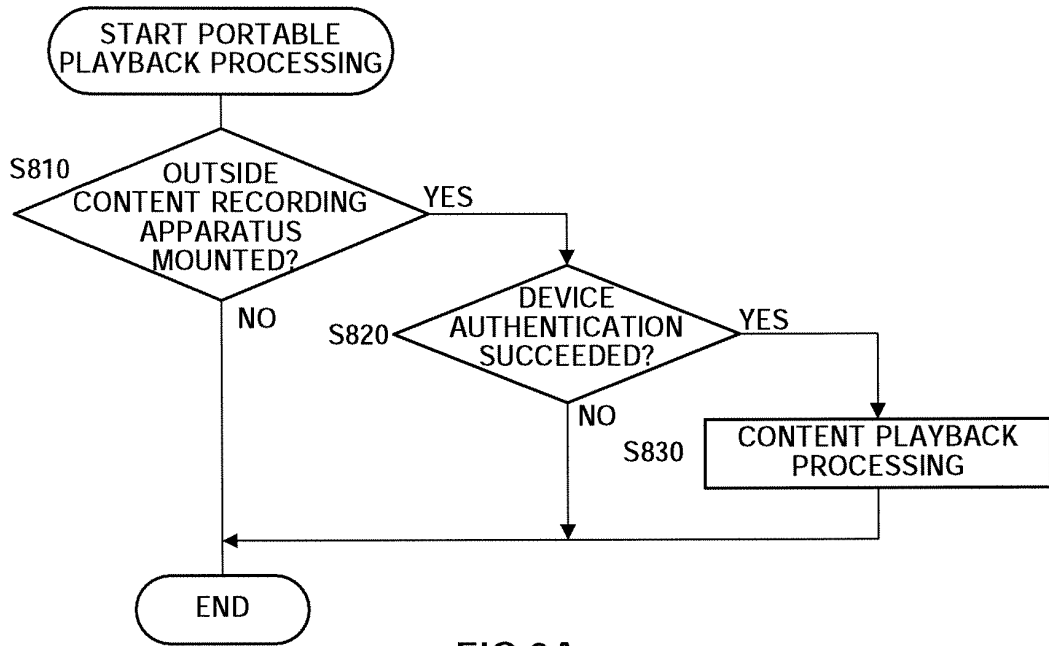 START PORTABLE
PLAYBACK PROCESSING
S810
OUTSIDE
CONTENT RECORDING
APPARATUS
MOUNTED?
YES
NO
S820
DEVICE
AUTHENTICATION
SUCCEEDED?
YES
NO
S830
CONTENT PLAYBACK
PROCESSING
END
FIG